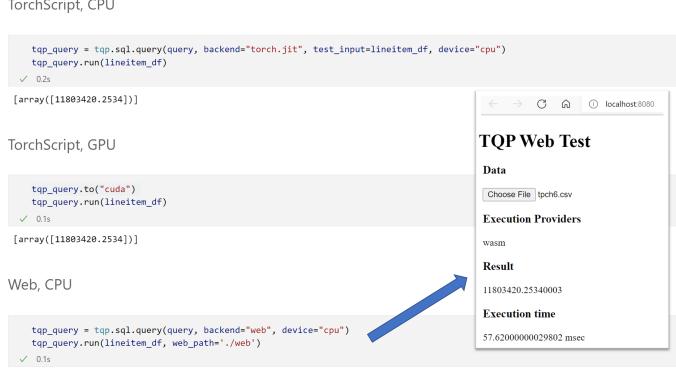 TorchScript, CPU
tqp_query = tqp.sql.query(query, backend="torch.jit", test_input=lineitem_df, device="cpu")
tqp_query.run(lineitem_df)
✓ 0.2s
[array([11803420.2534])]
TorchScript, GPU
tqp_query.to("cuda")
tqp_query.run(lineitem_df)
✓ 0.1s
[array([11803420.2534])]
Web, CPU
tqp_query = tqp.sql.query(query, backend="web", device="cpu")
tqp_query.run(lineitem_df, web_path='./web')
✓ 0.1s
localhost:8080
TQP Web Test
Data
Choose File tpch6.csv
Execution Providers
wasm
Result
11803420.25340003
Execution time
57.62000000029802 msec